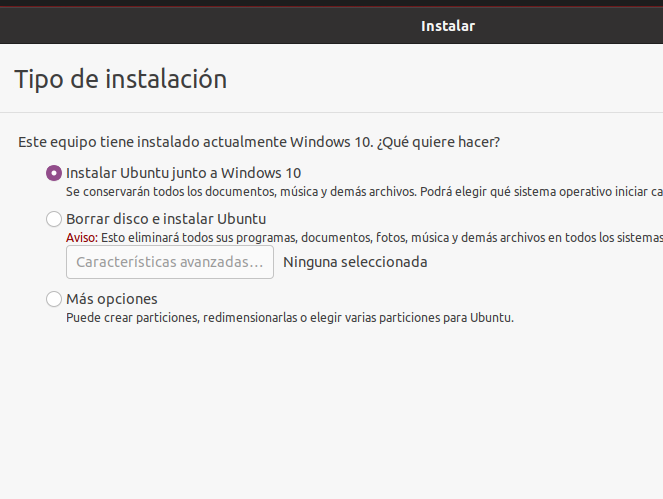 Instalar
Tipo de instalación
Este equipo tiene instalado actualmente Windows 10. ¿Qué quiere hacer?
Instalar Ubuntu junto a Windows 10
Se conservarán todos los documentos, música y demás archivos. Podrá elegir qué sistema operativo iniciar ca
Borrar disco e instalar Ubuntu
Aviso: Esto eliminará todos sus programas, documentos, fotos, música y demás archivos en todos los sistemas
Características avanzadas... Ninguna seleccionada
Más opciones
Puede crear particiones, redimensionarlas o elegir varias particiones para Ubuntu.